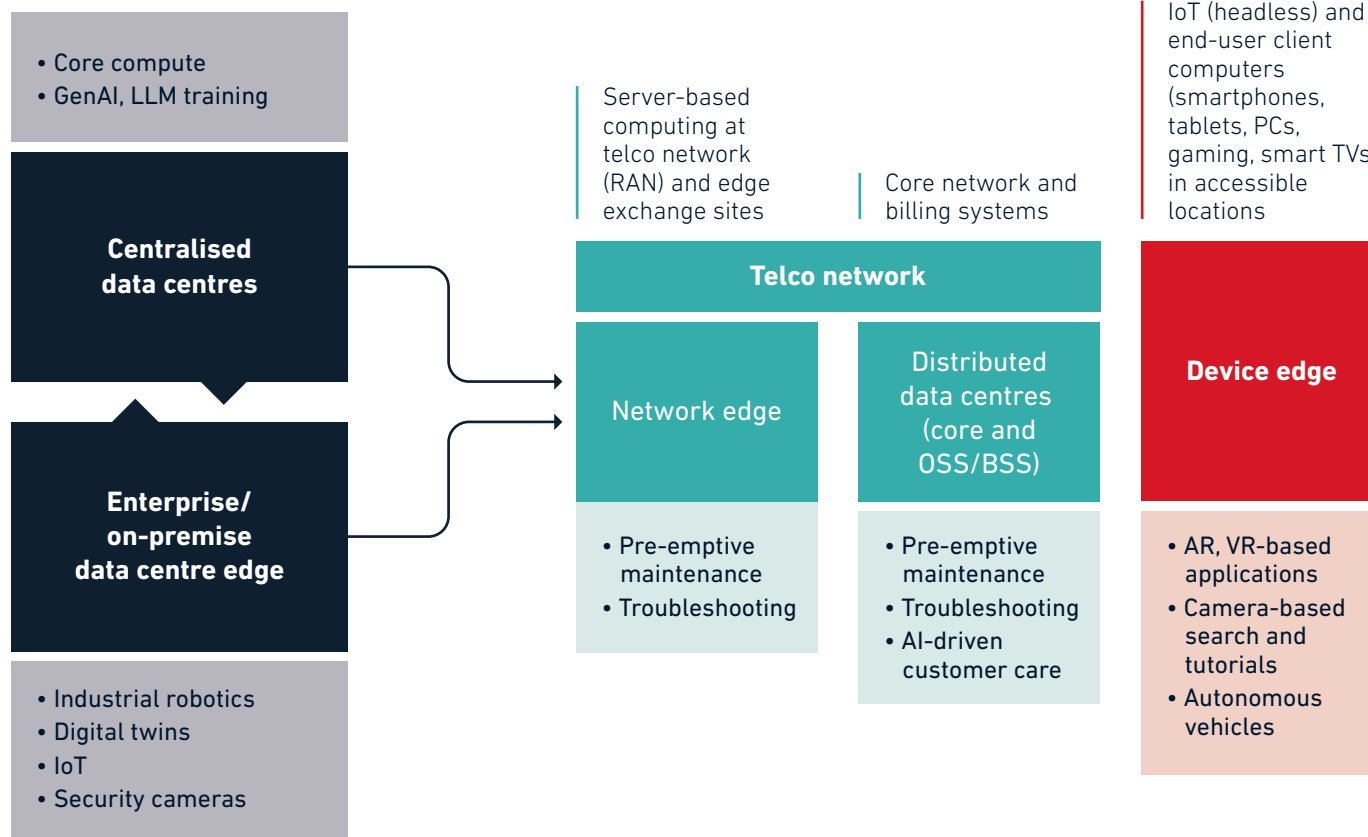 • Core compute
• GenAI, LLM training
Centralised
data centres
Enterprise/
on-premise
data centre edge
• Industrial robotics
• Digital twins
• IoT
• Security cameras
Server-based
computing at
telco network
(RAN) and edge
exchange sites
Core network and
billing systems
Telco network
Network edge
Distributed
data centres
(core and
OSS/BSS)
• Pre-emptive
maintenance
• Troubleshooting
• Pre-emptive
maintenance
• Troubleshooting
• AI-driven
customer care
IoT (headless) and
end-user client
computers
(smartphones,
tablets, PCs,
gaming, smart TVs
in accessible
locations
Device edge
• AR, VR-based
applications
• Camera-based
search and
tutorials
• Autonomous
vehicles